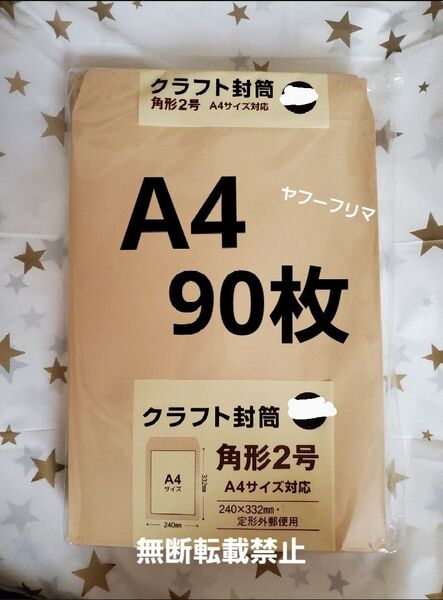 クラフト封筒
角形2号 A4サイズ対応
ヤフーフリマ
A4
90枚
クラフト封筒
角形2号
A4サイズ対応
240×332㎜・
定形外郵便用
A4
サイズ
332㎜
240㎜
無断転載禁止